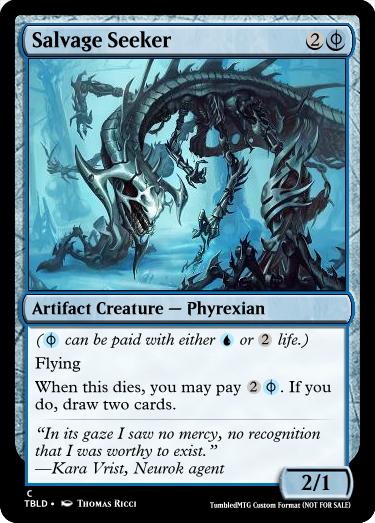 Salvage Seeker 2
Artifact Creature — Phyrexian
( can be paid with either or 2 life.)
Flying
When this dies, you may pay 2 . If you
do, draw two cards.
“In its gaze I saw no mercy, no recognition
that I was worthy to exist.”
—Kara Vrist, Neurok agent
2/1
C
TBLD • Thomas Ricci
TumbledMTG Custom Format (NOT FOR SALE)